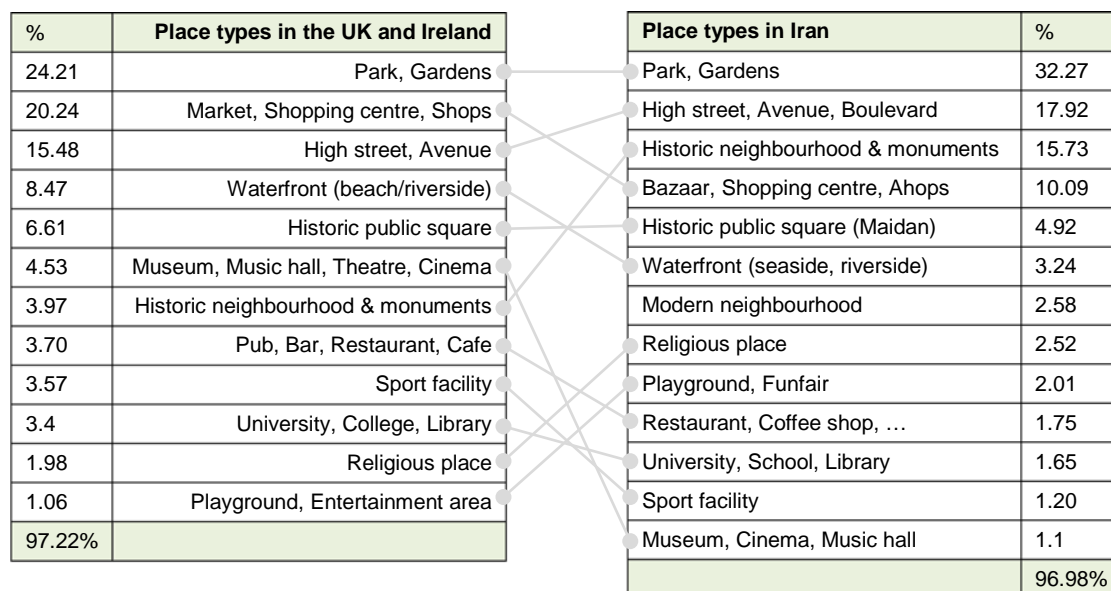 % Place types in the UK and Ireland
24.21 Park, Gardens
20.24 Market, Shopping centre, Shops
15.48 High street, Avenue
8.47 Waterfront (beach/riverside)
6.61 Historic public square
4.53 Museum, Music hall, Theatre, Cinema
3.97 Historic neighbourhood & monuments
3.70 Pub, Bar, Restaurant, Cafe
3.57 Sport facility
3.4 University, College, Library
1.98 Religious place
1.06 Playground, Entertainment area
97.22%
Place types in Iran %
Park, Gardens 32.27
High street, Avenue, Boulevard 17.92
Historic neighbourhood & monuments 15.73
Bazaar, Shopping centre, Ahops 10.09
Historic public square (Maidan) 4.92
Waterfront (seaside, riverside) 3.24
Modern neighbourhood 2.58
Religious place 2.52
Playground, Funfair 2.01
Restaurant, Coffee shop, … 1.75
University, School, Library 1.65
Sport facility 1.20
Museum, Cinema, Music hall 1.1
96.98%